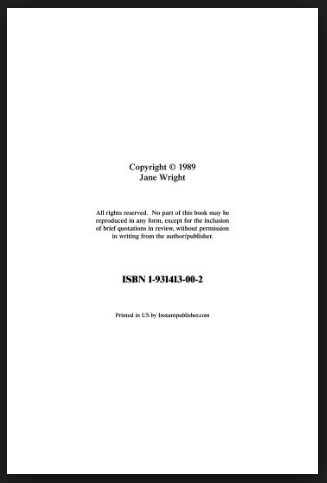 Copyright © 1989
Jane Wright
All rights reserved. No part of this book may be
reproduced in any form, except for the inclusion
of brief quotations in review, without permission
in writing from the author/publisher.
ISBN 1-931413-00-2
Printed in US by Instantpublisher.com